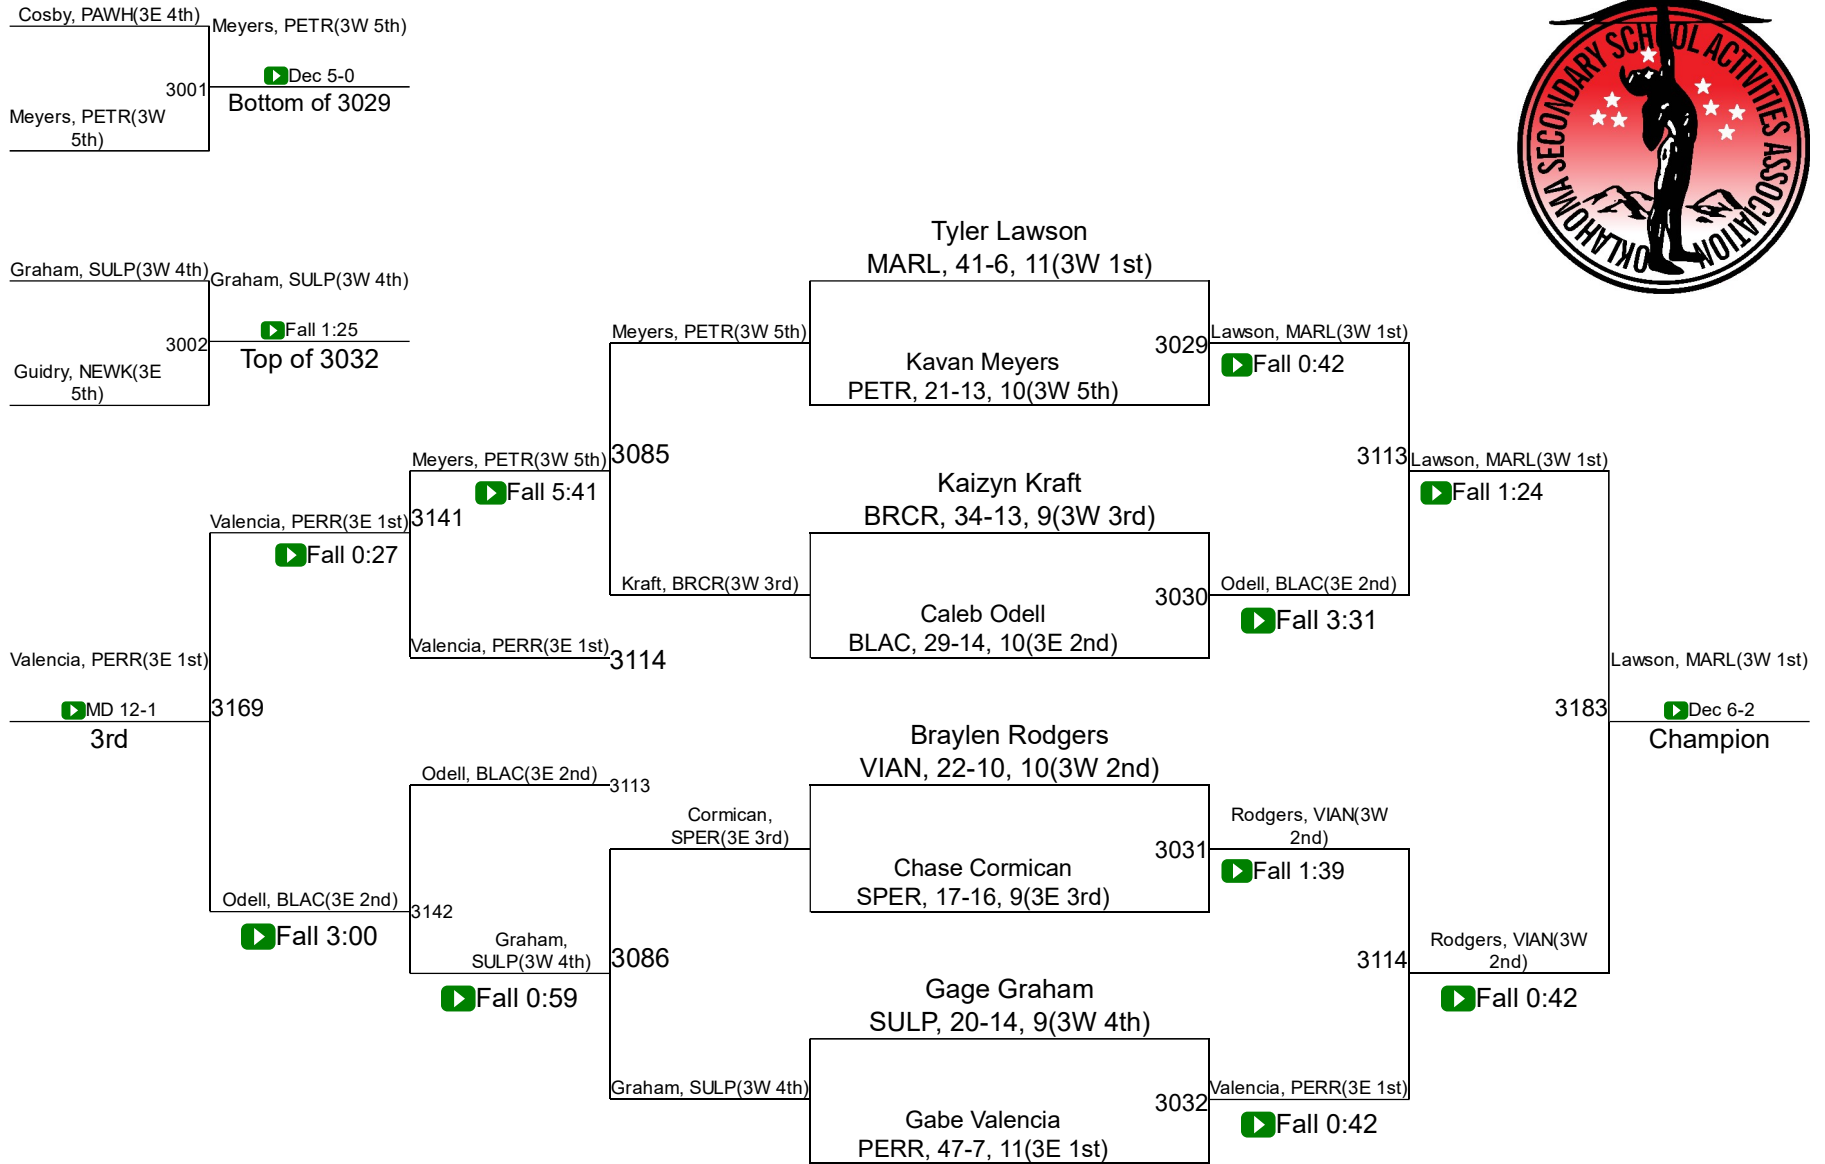 Cosby, PAWH(3E 4th)
Meyers, PETR(3W 5th)
Dec 5-0
3001
Bottom of 3029
Meyers, PETR(3W
5th)
OKLAHOMA SECONDARY SCHOOL ACTIVITIES ASSOCIATION
Graham, SULP(3W 4th)
Graham, SULP(3W 4th)
Fall 1:25
3002
Top of 3032
Guidry, NEWK(3E
5th)
Tyler Lawson
MARL, 41-6, 11(3W 1st)
Meyers, PETR(3W 5th)
3029
Lawson, MARL(3W 1st)
Fall 0:42
Kavan Meyers
PETR, 21-13, 10(3W 5th)
Meyers, PETR(3W 5th)
3085
3113
Lawson, MARL(3W 1st)
Fall 5:41
Fall 1:24
Kaizyn Kraft
BRCR, 34-13, 9(3W 3rd)
Valencia, PERR(3E 1st)
3141
Fall 0:27
Kraft, BRCR(3W 3rd)
3030
Odell, BLAC(3E 2nd)
Fall 3:31
Caleb Odell
BLAC, 29-14, 10(3E 2nd)
Valencia, PERR(3E 1st)
3114
Valencia, PERR(3E 1st)
Lawson, MARL(3W 1st)
MD 12-1
3169
3183
Dec 6-2
3rd
Champion
Braylen Rodgers
VIAN, 22-10, 10(3W 2nd)
Odell, BLAC(3E 2nd)
3113
Cormican,
SPER(3E 3rd)
Rodgers, VIAN(3W
2nd)
3031
Fall 1:39
Chase Cormican
SPER, 17-16, 9(3E 3rd)
Odell, BLAC(3E 2nd)
3142
Fall 3:00
Graham,
SULP(3W 4th)
3086
3114
Rodgers, VIAN(3W
2nd)
Fall 0:59
Fall 0:42
Gage Graham
SULP, 20-14, 9(3W 4th)
Graham, SULP(3W 4th)
3032
Valencia, PERR(3E 1st)
Fall 0:42
Gabe Valencia
PERR, 47-7, 11(3E 1st)